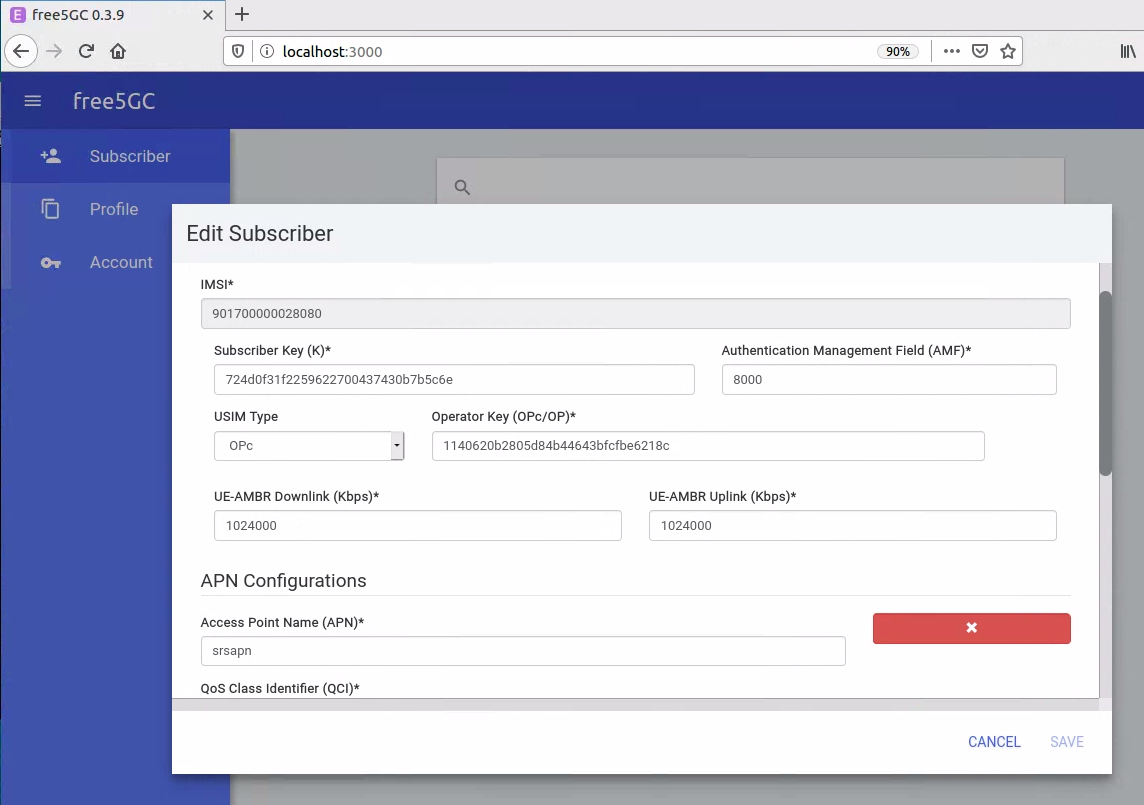 E free5GC 0.3.9
localhost:3000
90%
free5GC
Subscriber
Profile
Account
Edit Subscriber
IMSI*
901700000028080
Subscriber Key (K)* Authentication Management Field (AMF)*
724d0f31f2259622700437430b7b5c6e 8000
USIM Type Operator Key (OPc/OP)*
OPc 1140620b2805d84b44643bfcfbe6218c
UE-AMBR Downlink (Kbps)* UE-AMBR Uplink (Kbps)*
1024000 1024000
APN Configurations
Access Point Name (APN)*
srsapn
QoS Class Identifier (QCI)*
CANCEL SAVE